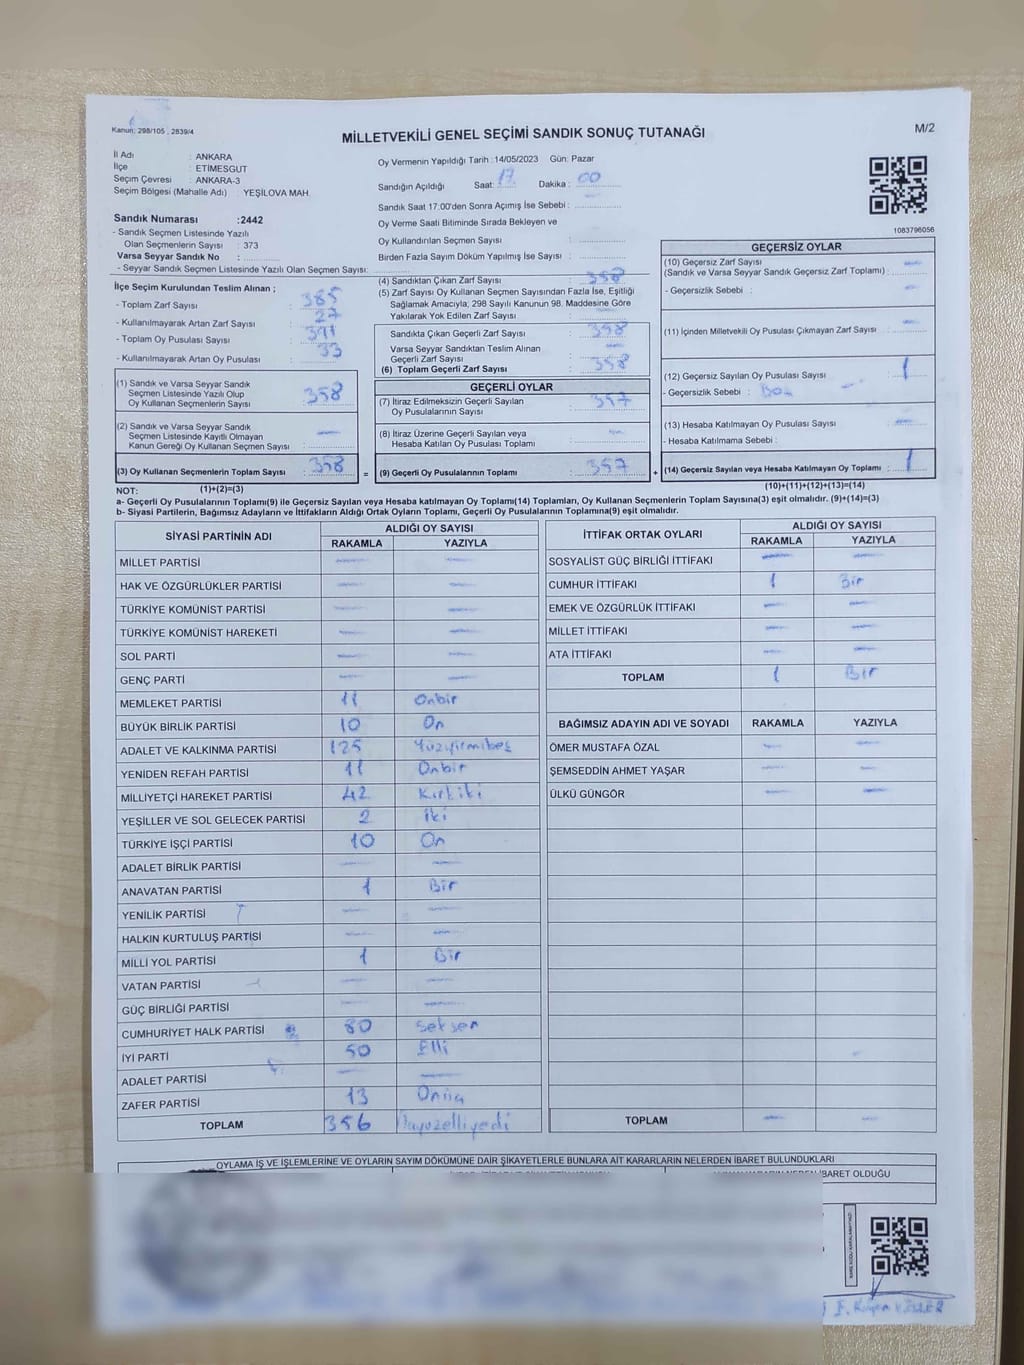 Kanun; 298/105 , 2839/4
MİLLETVEKİLİ GENEL SEÇİMİ SANDIK SONUÇ TUTANAĞI
M/2
İl Adı : ANKARA
İlçe : ETİMESGUT
Seçim Çevresi : ANKARA-3
Seçim Bölgesi (Mahalle Adı) : YEŞİLOVA MAH.
Sandık Numarası :2442
- Sandık Seçmen Listesinde Yazılı
Olan Seçmenlerin Sayısı : 373
Varsa Seyyar Sandık No :
- Seyyar Sandık Seçmen Listesinde Yazılı Olan Seçmen Sayısı:
Oy Vermenin Yapıldığı Tarih :14/05/2023 Gün: Pazar
Sandığın Açıldığı Saat: 17 Dakika : 00
Sandık Saat 17:00'den Sonra Açımış İse Sebebi :
Oy Verme Saati Bitiminde Sırada Bekleyen ve
Oy Kullandırılan Seçmen Sayısı :
Birden Fazla Sayım Döküm Yapılmış İse Sayısı :
1083796056
İlçe Seçim Kurulundan Teslim Alınan ;
- Toplam Zarf Sayısı : 385
- Kullanılmayarak Artan Zarf Sayısı : 27
- Toplam Oy Pusulası Sayısı : 391
- Kullanılmayarak Artan Oy Pusulası : 33
(4) Sandıktan Çıkan Zarf Sayısı : 358
(5) Zarf Sayısı Oy Kullanan Seçmen Sayısından Fazla İse, Eşitliği
Sağlamak Amacıyla; 298 Sayılı Kanunun 98. Maddesine Göre
Yakılarak Yok Edilen Zarf Sayısı :
Sandıkta Çıkan Geçerli Zarf Sayısı : 358
Varsa Seyyar Sandıktan Teslim Alınan
Geçerli Zarf Sayısı : —
(6) Toplam Geçerli Zarf Sayısı : 358
GEÇERSİZ OYLAR
(10) Geçersiz Zarf Sayısı : —
(Sandık ve Varsa Seyyar Sandık Geçersiz Zarf Toplamı)
- Geçersizlik Sebebi : —
(11) İçinden Milletvekili Oy Pusulası Çıkmayan Zarf Sayısı : —
(12) Geçersiz Sayılan Oy Pusulası Sayısı : 1
- Geçersizlik Sebebi :
(13) Hesaba Katılmayan Oy Pusulası Sayısı : —
- Hesaba Katılmama Sebebi :
(14) Geçersiz Sayılan veya Hesaba Katılmayan Oy Toplamı : 1
(10)+(11)+(12)+(13)=(14)
(1) Sandık ve Varsa Seyyar Sandık
Seçmen Listesinde Yazılı Olup
Oy Kullanan Seçmenlerin Sayısı : 358
(2) Sandık ve Varsa Seyyar Sandık
Seçmen Listesinde Kayıtlı Olmayan
Kanun Gereği Oy Kullanan Seçmen Sayısı : —
(3) Oy Kullanan Seçmenlerin Toplam Sayısı : 358 =
(1)+(2)=(3)
GEÇERLİ OYLAR
(7) İtiraz Edilmeksizin Geçerli Sayılan
Oy Pusulalarının Sayısı : 357
(8) İtiraz Üzerine Geçerli Sayılan veya
Hesaba Katılan Oy Pusulası Toplamı : —
(9) Geçerli Oy Pusulalarının Toplamı : 357 +
NOT:
a- Geçerli Oy Pusulalarının Toplamı(9) ile Geçersiz Sayılan veya Hesaba katılmayan Oy Toplamı(14) Toplamları, Oy Kullanan Seçmenlerin Toplam Sayısına(3) eşit olmalıdır. (9)+(14)=(3)
b- Siyasi Partilerin, Bağımsız Adayların ve İttifakların Aldığı Ortak Oyların Toplamı, Geçerli Oy Pusulalarının Toplamına(9) eşit olmalıdır.
SİYASİ PARTİNİN ADI ALDIĞI OY SAYISI
RAKAMLA YAZIYLA
MİLLET PARTİSİ — —
HAK VE ÖZGÜRLÜKLER PARTİSİ — —
TÜRKİYE KOMÜNİST PARTİSİ — —
TÜRKİYE KOMÜNİST HAREKETİ — —
SOL PARTİ — —
GENÇ PARTİ — —
MEMLEKET PARTİSİ 11 Onbir
BÜYÜK BİRLİK PARTİSİ 10 On
ADALET VE KALKINMA PARTİSİ 125 Yüzyirmibeş
YENİDEN REFAH PARTİSİ 11 Onbir
MİLLİYETÇİ HAREKET PARTİSİ 42 Kırkiki
YEŞİLLER VE SOL GELECEK PARTİSİ 2 İki
TÜRKİYE İŞÇİ PARTİSİ 10 On
ADALET BİRLİK PARTİSİ — —
ANAVATAN PARTİSİ 1 Bir
YENİLİK PARTİSİ — —
HALKIN KURTULUŞ PARTİSİ — —
MİLLİ YOL PARTİSİ 1 Bir
VATAN PARTİSİ — —
GÜÇ BİRLİĞİ PARTİSİ — —
CUMHURİYET HALK PARTİSİ 80 Seksen
İYİ PARTİ 50 Elli
ADALET PARTİSİ — —
ZAFER PARTİSİ 13 Onüç
TOPLAM 356
İTTİFAK ORTAK OYLARI ALDIĞI OY SAYISI
RAKAMLA YAZIYLA
SOSYALİST GÜÇ BİRLİĞİ İTTİFAKI — —
CUMHUR İTTİFAKI 1 Bir
EMEK VE ÖZGÜRLÜK İTTİFAKI — —
MİLLET İTTİFAKI — —
ATA İTTİFAKI — —
TOPLAM 1 Bir
BAĞIMSIZ ADAYIN ADI VE SOYADI RAKAMLA YAZIYLA
ÖMER MUSTAFA ÖZAL — —
ŞEMSEDDİN AHMET YAŞAR — —
ÜLKÜ GÜNGÖR — —
TOPLAM — —
OYLAMA İŞ VE İŞLEMLERİNE VE OYLARIN SAYIM DÖKÜMÜNE DAİR ŞİKAYETLERLE BUNLARA AİT KARARLARIN NELERDEN İBARET BULUNDUKLARI
İBARET OLDUĞU